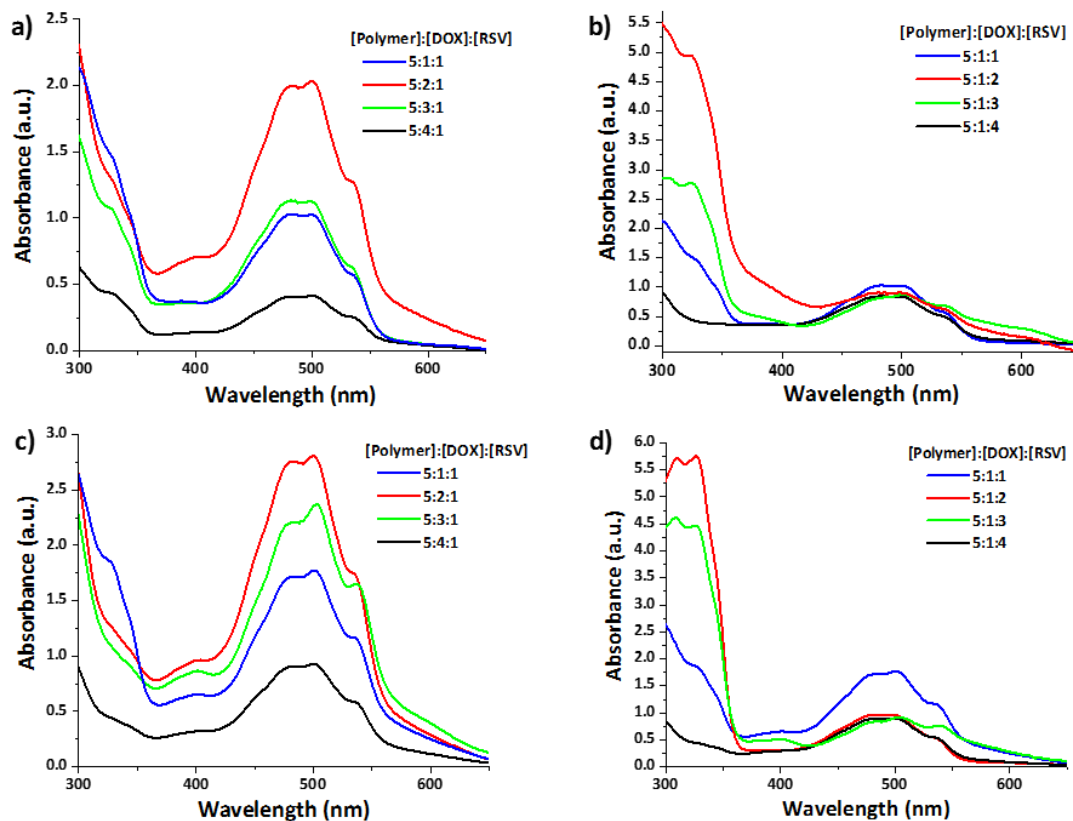 a)
[Polymer]:[DOX]:[RSV]
5:1:1
5:2:1
5:3:1
5:4:1
2.5
2.0
1.5
1.0
0.5
0.0
Absorbance (a.u.)
300 400 500 600
Wavelength (nm)
b)
[Polymer]:[DOX]:[RSV]
5:1:1
5:1:2
5:1:3
5:1:4
5.5
5.0
4.5
4.0
3.5
3.0
2.5
2.0
1.5
1.0
0.5
0.0
Absorbance (a.u.)
300 400 500 600
Wavelength (nm)
c)
[Polymer]:[DOX]:[RSV]
5:1:1
5:2:1
5:3:1
5:4:1
3.0
2.5
2.0
1.5
1.0
0.5
0.0
Absorbance (a.u.)
300 400 500 600
Wavelength (nm)
d)
[Polymer]:[DOX]:[RSV]
5:1:1
5:1:2
5:1:3
5:1:4
6.0
5.5
5.0
4.5
4.0
3.5
3.0
2.5
2.0
1.5
1.0
0.5
0.0
Absorbance (a.u.)
300 400 500 600
Wavelength (nm)